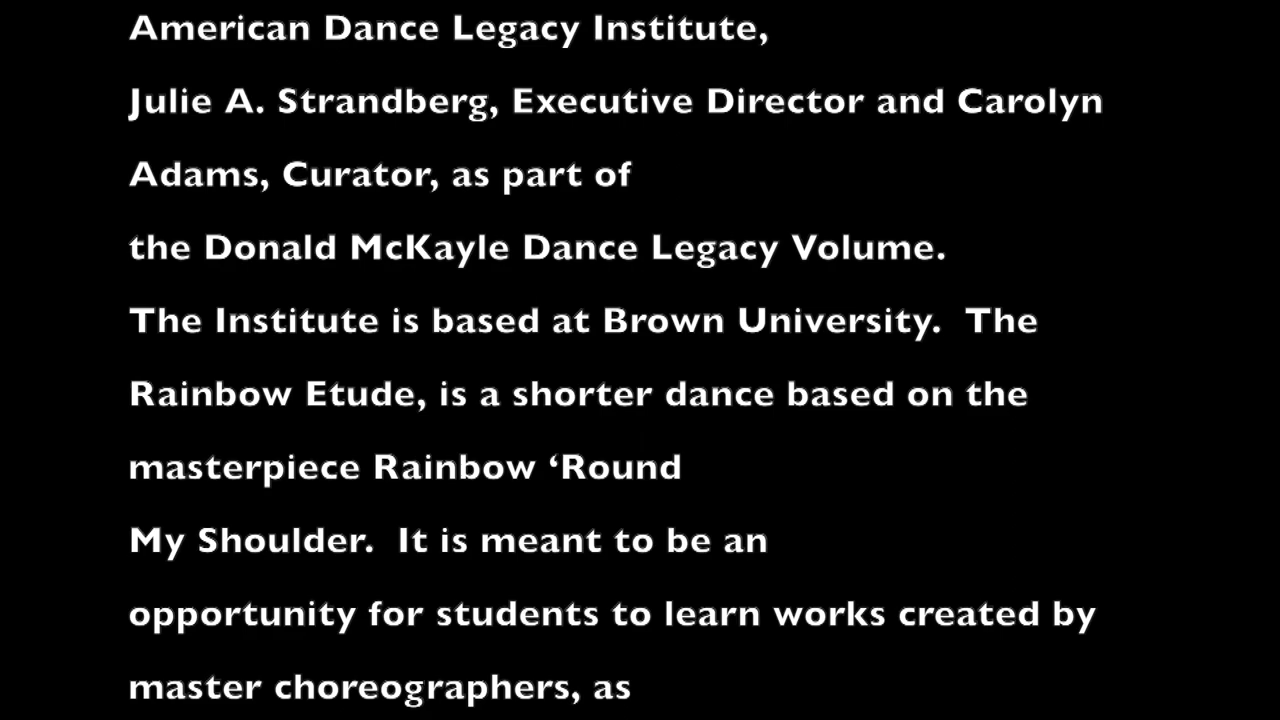 American Dance Legacy Institute,
Julie A. Strandberg, Executive Director and Carolyn
Adams, Curator, as part of
the Donald McKayle Dance Legacy Volume.
The Institute is based at Brown University.  The
Rainbow Etude, is a shorter dance based on the
masterpiece Rainbow ‘Round
My Shoulder.  It is meant to be an
opportunity for students to learn works created by
master choreographers, as